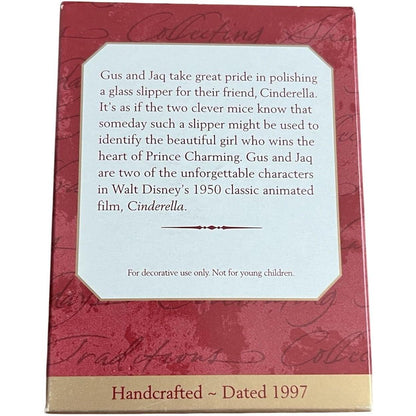 Collecting
Gus and Jaq take great pride in polishing
a glass slipper for their friend, Cinderella.
It's as if the two clever mice know that
someday such a slipper might be used to
identify the beautiful girl who wins the
heart of Prince Charming. Gus and Jaq
are two of the unforgettable characters
in Walt Disney's 1950 classic animated
film, Cinderella.
For decorative use only. Not for young children.
Traditions
Handcrafted ~ Dated 1997